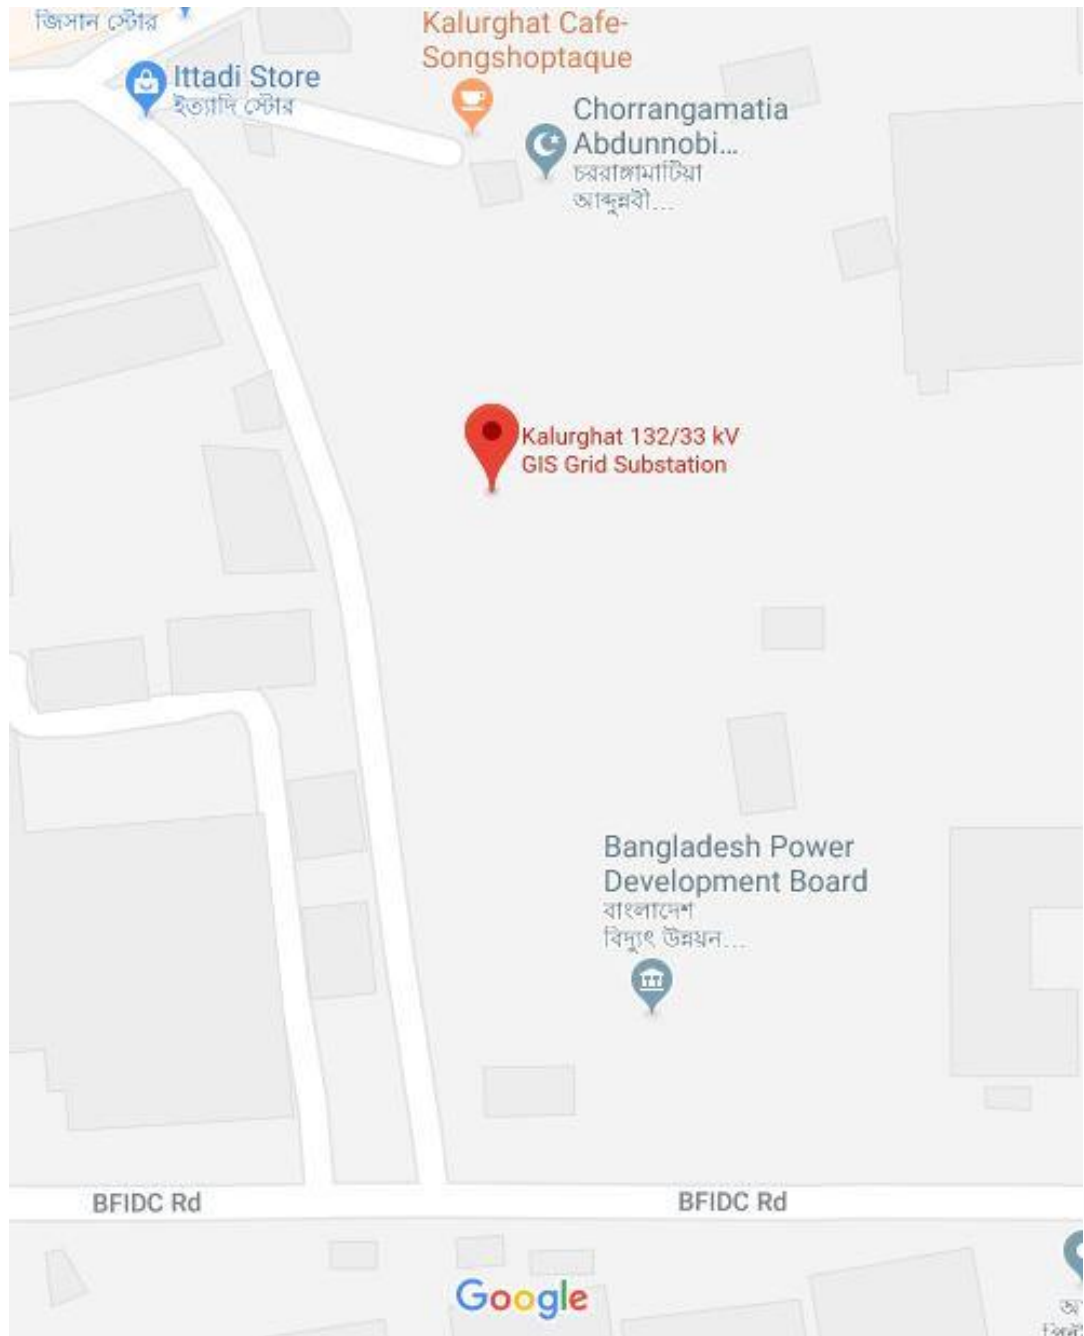 জিসান স্টোর
Kalurghat Cafe-
Songshoptaque
Ittadi Store
ইত্যাদি স্টোর
Chorrangamatia
Abdunnobi...
চররাঙ্গামাটিয়া
আব্দুন্নবী...
Kalurghat 132/33 kV
GIS Grid Substation
Bangladesh Power
Development Board
বাংলাদেশ
বিদ্যুৎ উন্নয়ন...
BFIDC Rd
BFIDC Rd
Google